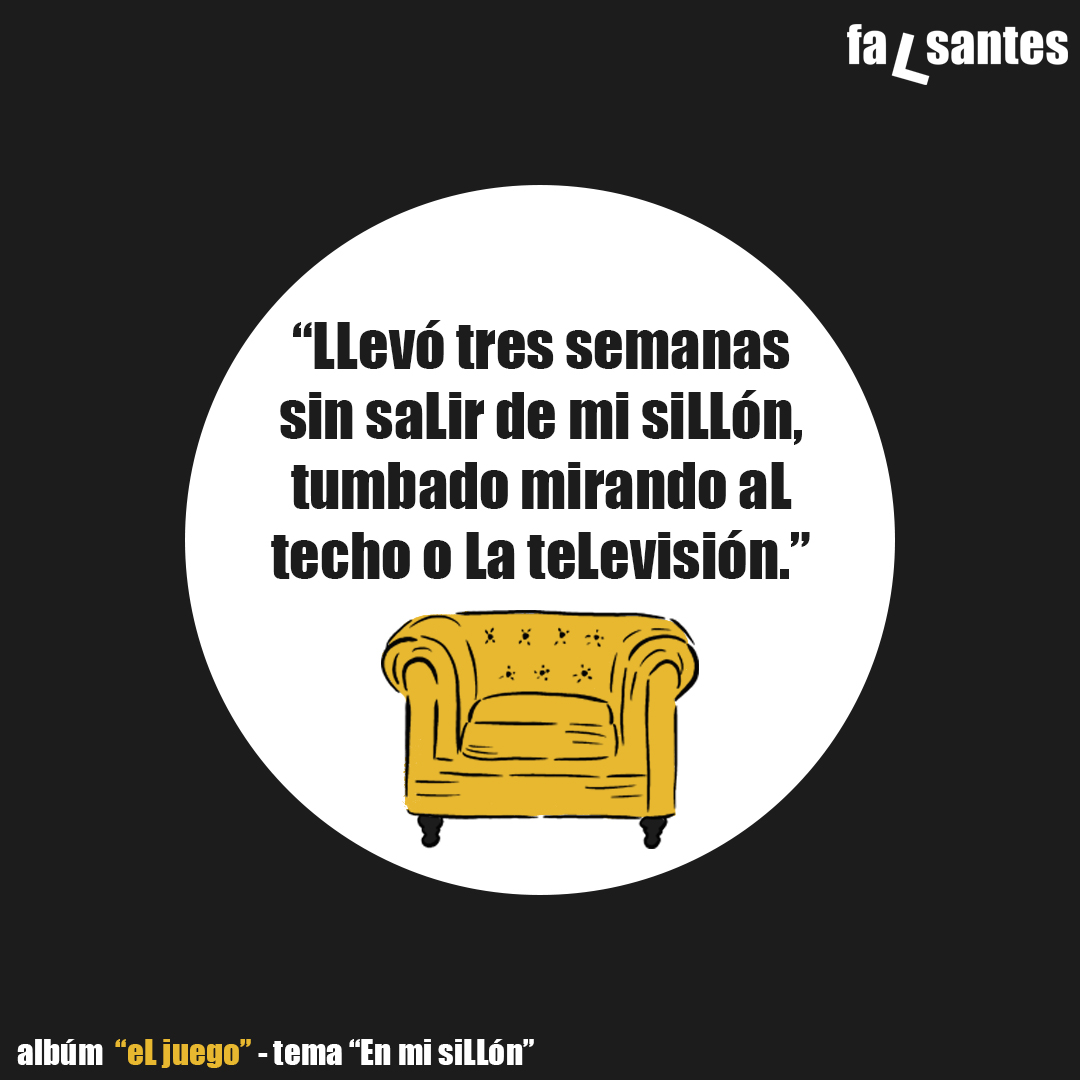 faLsantes
“LLevó tres semanas
sin saLir de mi siLLón,
tumbado mirando aL
techo o La teLevisión.”
albúm “eL juego” - tema “En mi siLLón”